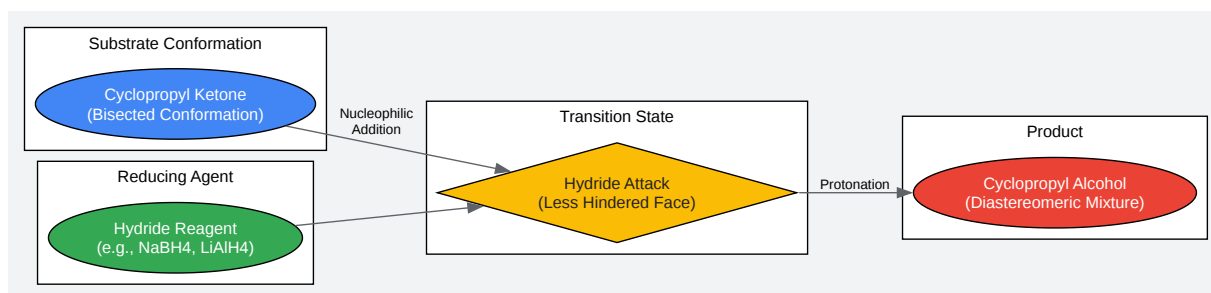 Substrate Conformation
Cyclopropyl Ketone
(Bisected Conformation)
Nucleophilic
Addition
Reducing Agent
Hydride Reagent
(e.g., NaBH4, LiAlH4)
Transition State
Hydride Attack
(Less Hindered Face)
Protonation
Product
Cyclopropyl Alcohol
(Diastereomeric Mixture)